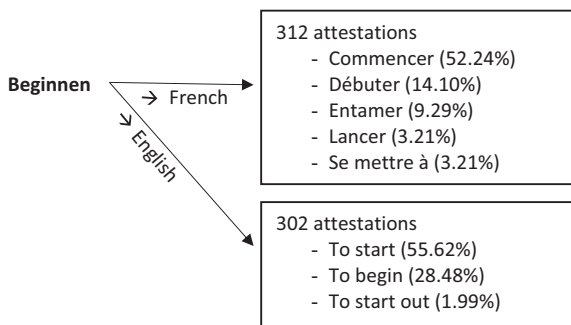 312 attestations
- Commencer (52.24%)
- Débuter (14.10%)
- Entamer (9.29%)
- Lancer (3.21%)
- Se mettre à (3.21%)
Beginnen
→ French
→ English
302 attestations
- To start (55.62%)
- To begin (28.48%)
- To start out (1.99%)